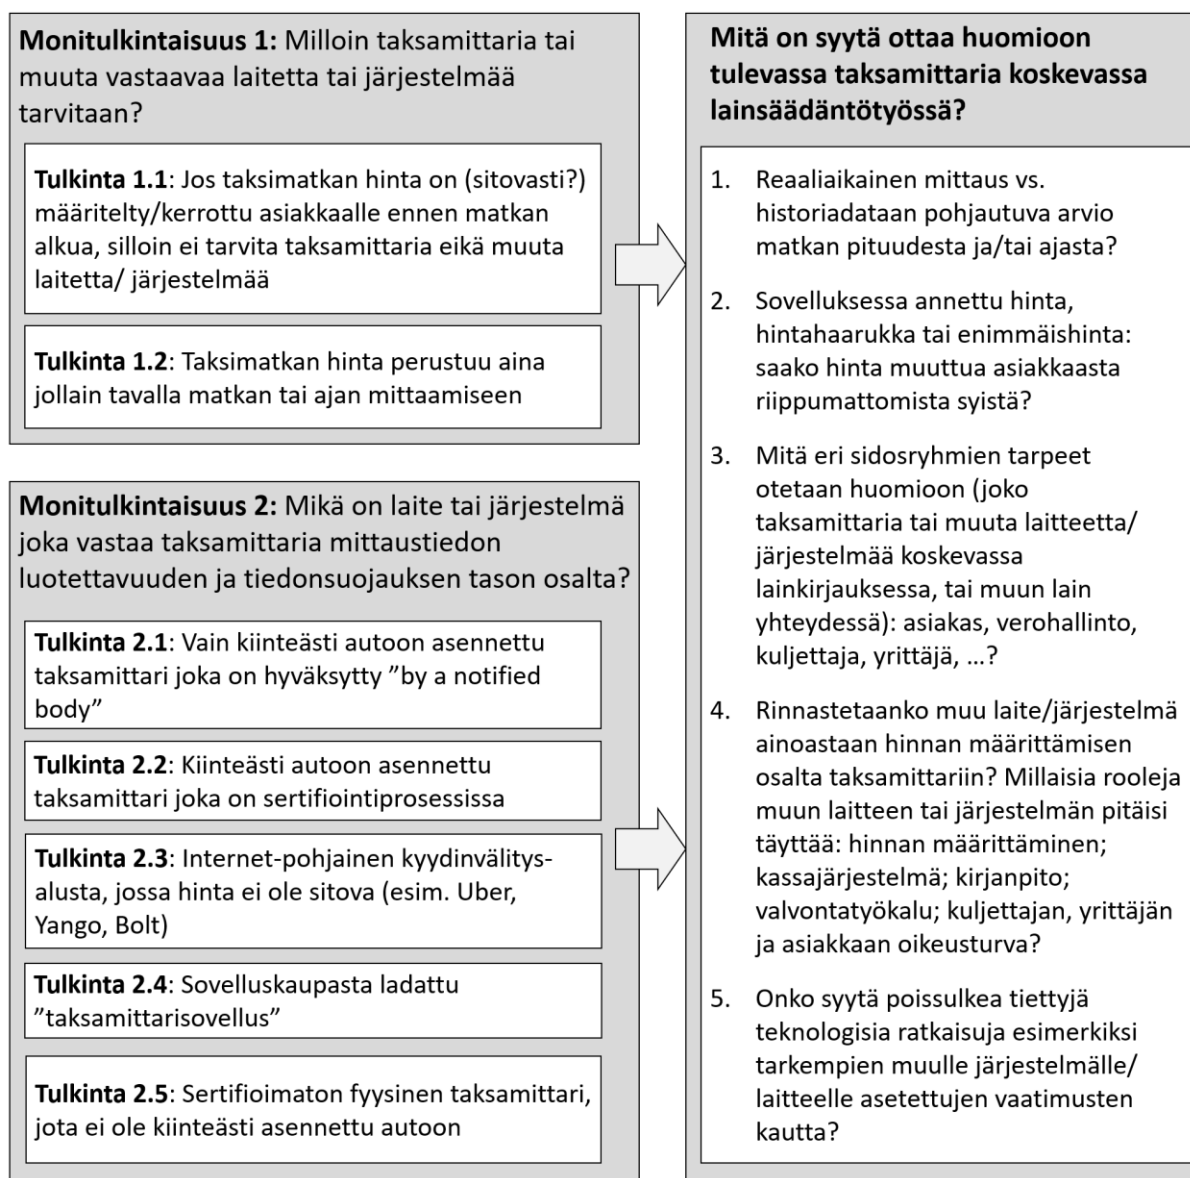 Monitulkintaisuus 1: Milloin taksamittaria tai
muuta vastaavaa laitetta tai järjestelmää
tarvitaan?
Tulkinta 1.1: Jos taksimatkan hinta on (sitovasti?)
määritelty/kerrottu asiakkaalle ennen matkan
alkua, silloin ei tarvita taksamittaria eikä muuta
laitetta/ järjestelmää
Tulkinta 1.2: Taksimatkan hinta perustuu aina
jollain tavalla matkan tai ajan mittaamiseen
Monitulkintaisuus 2: Mikä on laite tai järjestelmä
joka vastaa taksamittaria mittaustiedon
luotettavuuden ja tiedonsuojauksen tason osalta?
Tulkinta 2.1: Vain kiinteästi autoon asennettu
taksamittari joka on hyväksytty ”by a notified
body”
Tulkinta 2.2: Kiinteästi autoon asennettu
taksamittari joka on sertifiointiprosessissa
Tulkinta 2.3: Internet-pohjainen kyydinvälitys-
alusta, jossa hinta ei ole sitova (esim. Uber,
Yango, Bolt)
Tulkinta 2.4: Sovelluskaupasta ladattu
”taksamittarisovellus”
Tulkinta 2.5: Sertifioimaton fyysinen taksamittari,
jota ei ole kiinteästi asennettu autoon
Mitä on syytä ottaa huomioon
tulevassa taksamittaria koskevassa
lainsäädäntötyössä?
1. Reaaliaikainen mittaus vs.
historiadataan pohjautuva arvio
matkan pituudesta ja/tai ajasta?
2. Sovelluksessa annettu hinta,
hintahaarukka tai enimmäishinta:
saako hinta muuttua asiakkaasta
riippumattomista syistä?
3. Mitä eri sidosryhmien tarpeet
otetaan huomioon (joko
taksamittaria tai muuta laitteetta/
järjestelmää koskevassa
lainkirjauksessa, tai muun lain
yhteydessä): asiakas, verohallinto,
kuljettaja, yrittäjä, …?
4. Rinnastetaanko muu laite/järjestelmä
ainoastaan hinnan määrittämisen
osalta taksamittariin? Millaisia rooleja
muun laitteen tai järjestelmän pitäisi
täyttää: hinnan määrittäminen;
kassajärjestelmä; kirjanpito;
valvontatyökalu; kuljettajan, yrittäjän
ja asiakkaan oikeusturva?
5. Onko syytä poissulkea tiettyjä
teknologisia ratkaisuja esimerkiksi
tarkempien muulle järjestelmälle/
laitteelle asetettujen vaatimusten
kautta?